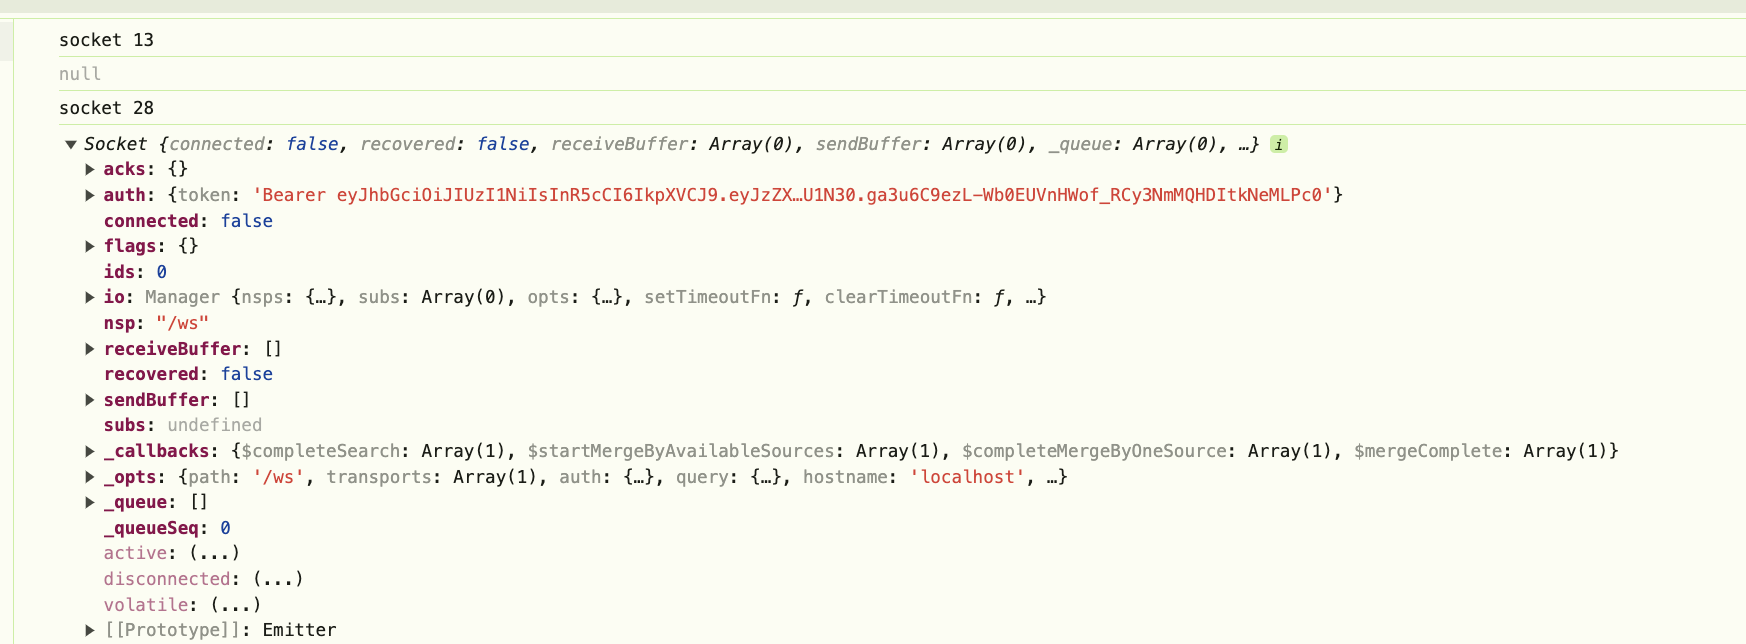 socket 13
null
socket 28
▼ Socket {connected: false, recovered: false, receiveBuffer: Array(0), sendBuffer: Array(0), _queue: Array(0), …} i
▶ acks: {}
▶ auth: {token: 'Bearer eyJhbGciOiJIUzI1NiIsInR5cCI6IkpXVCJ9.eyJzZX…U1N30.ga3u6C9ezL-Wb0EUVnHWof_RCy3NmMQHDItkNeMLPc0'}
connected: false
▶ flags: {}
ids: 0
▶ io: Manager {nsps: {…}, subs: Array(0), opts: {…}, setTimeoutFn: ƒ, clearTimeoutFn: ƒ, …}
nsp: "/ws"
▶ receiveBuffer: []
recovered: false
▶ sendBuffer: []
subs: undefined
▶ _callbacks: {$completeSearch: Array(1), $startMergeByAvailableSources: Array(1), $completeMergeByOneSource: Array(1), $mergeComplete: Array(1)}
▶ _opts: {path: '/ws', transports: Array(1), auth: {…}, query: {…}, hostname: 'localhost', …}
▶ _queue: []
_queueSeq: 0
active: (...)
disconnected: (...)
volatile: (...)
▶ [[Prototype]]: Emitter